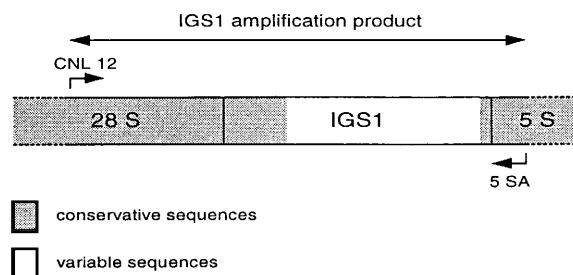 IGS1 amplification product
CNL 12
28 S
IGS1
5 S
5 SA
conservative sequences
variable sequences